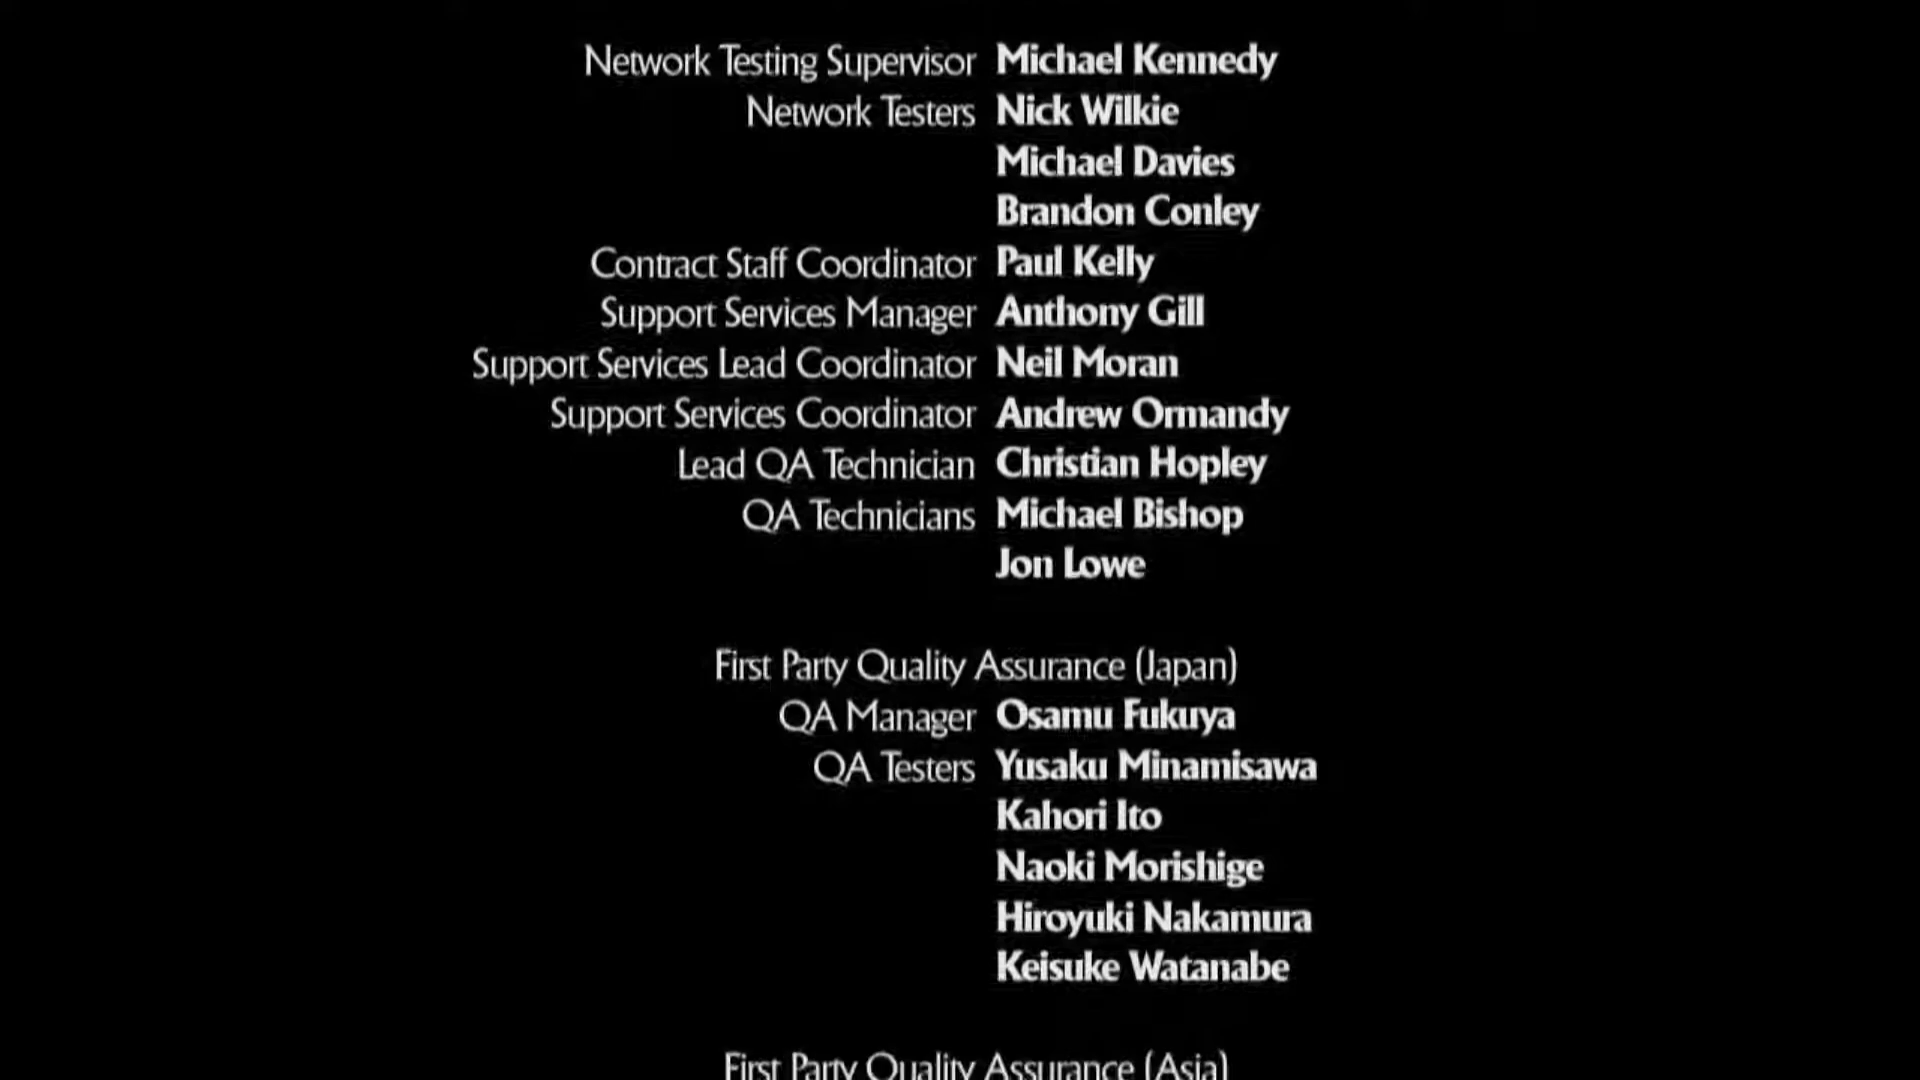 Network Testing Supervisor Michael Kennedy
Network Testers Nick Wilkie
Michael Davies
Brandon Conley
Contract Staff Coordinator Paul Kelly
Support Services Manager Anthony Gill
Support Services Lead Coordinator Neil Moran
Support Services Coordinator Andrew Ormandy
Lead QA Technician Christian Hopley
QA Technicians Michael Bishop
Jon Lowe
First Party Quality Assurance (Japan)
QA Manager Osamu Fukuya
QA Testers Yusaku Minamisawa
Kahori Ito
Naoki Morishige
Hiroyuki Nakamura
Keisuke Watanabe
First Party Quality Assurance (Asia)